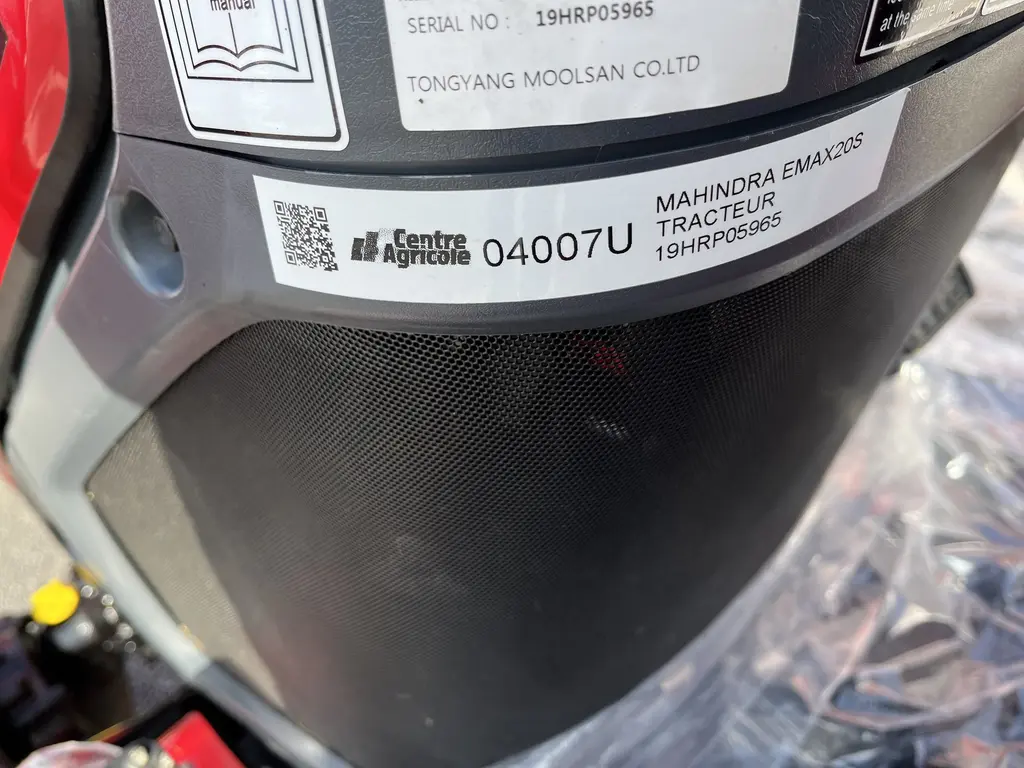 manual
SERIAL NO : 19HRP05965
TONGYANG MOOLSAN CO.LTD
at the same time
Centre
Agricole
04007U
MAHINDRA EMAX20S
TRACTEUR
19HRP05965